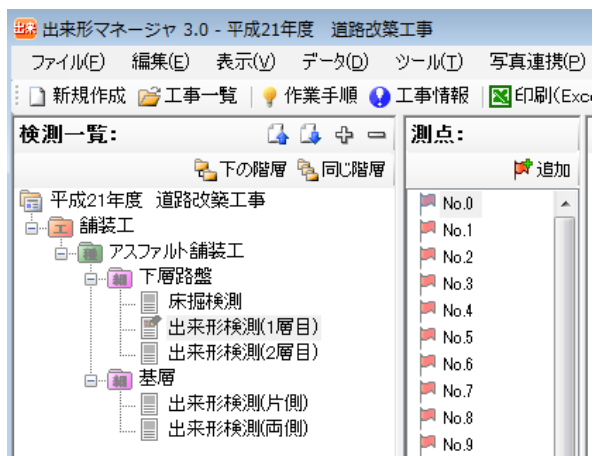 出来 出来形マネージャ 3.0 - 平成21年度 道路改築工事
ファイル(F) 編集(E) 表示(V) データ(D) ツール(T) 写真連携(P)
新規作成 工事一覧 作業手順 工事情報 印刷(Exc
検測一覧:
下の階層 同じ階層
平成21年度 道路改築工事
工 舗装工
種 アスファルト舗装工
細 下層路盤
床掘検測
出来形検測(1層目)
出来形検測(2層目)
細 基層
出来形検測(片側)
出来形検測(両側)
測点:
追加
No.0
No.1
No.2
No.3
No.4
No.5
No.6
No.7
No.8
No.9